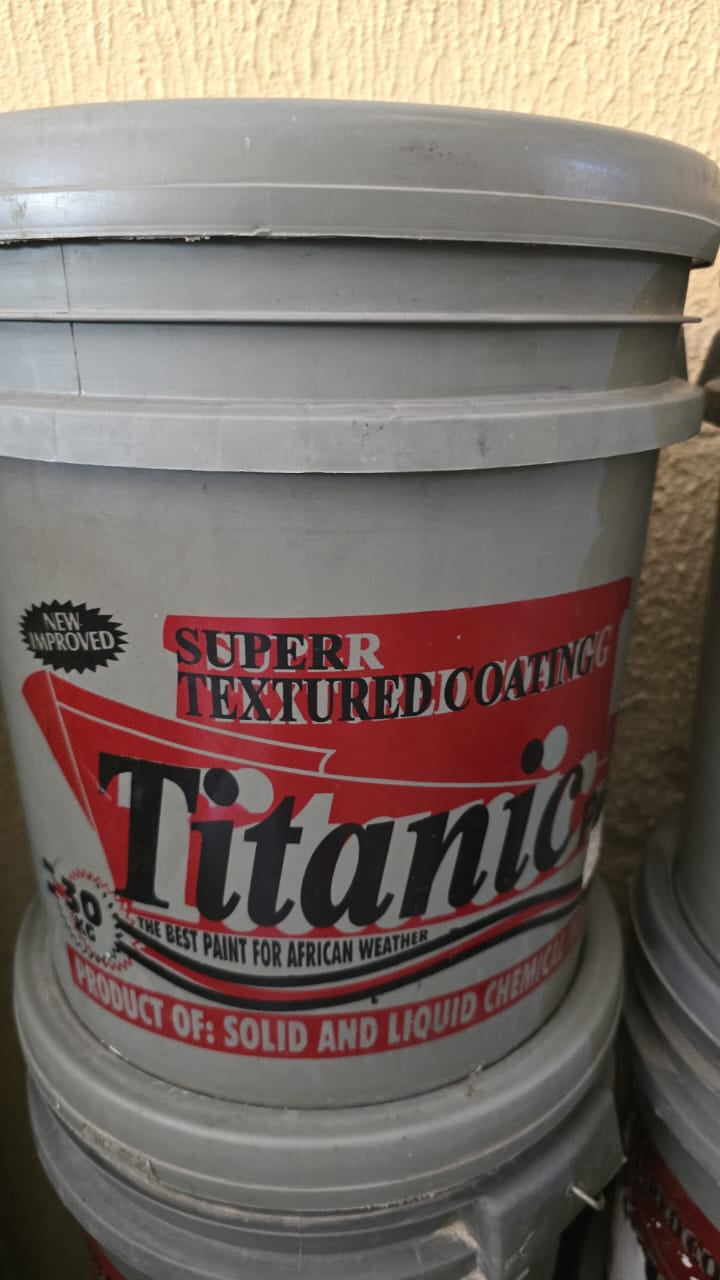 NEW
IMPROVED
SUPER
TEXTURED COATING
Titanic
30
KG
THE BEST PAINT FOR AFRICAN WEATHER
PRODUCT OF: SOLID AND LIQUID CHEMICAL